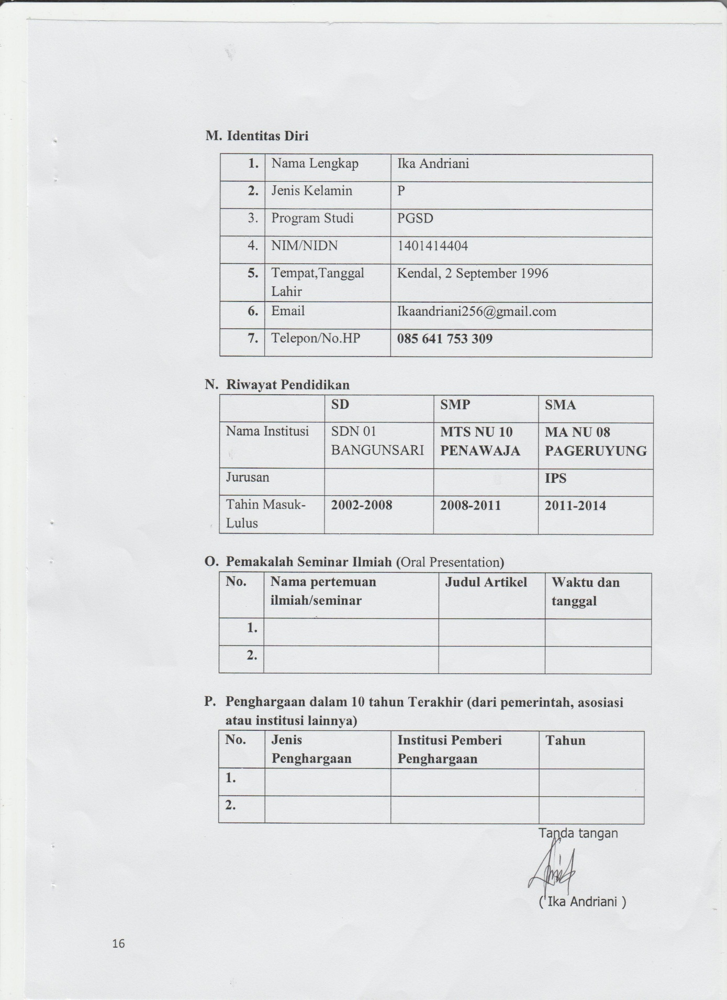 M. Identitas Diri
1. Nama Lengkap Ika Andriani
2. Jenis Kelamin P
3. Program Studi PGSD
4. NIM/NIDN 1401414404
5. Tempat,Tanggal Kendal, 2 September 1996
Lahir
6. Email Ikaandriani256@gmail.com
7. Telepon/No.HP 085 641 753 309
N. Riwayat Pendidikan
SD SMP SMA
Nama Institusi SDN 01 MTS NU 10 MA NU 08
BANGUNSARI PENAWAJA PAGERUYUNG
Jurusan IPS
Tahin Masuk- 2002-2008 2008-2011 2011-2014
Lulus
O. Pemakalah Seminar Ilmiah (Oral Presentation)
No. Nama pertemuan Judul Artikel Waktu dan
ilmiah/seminar tanggal
1.
2.
P. Penghargaan dalam 10 tahun Terakhir (dari pemerintah, asosiasi
atau institusi lainnya)
No. Jenis Institusi Pemberi Tahun
Penghargaan Penghargaan
1.
2.
Tanda tangan
( Ika Andriani )
16